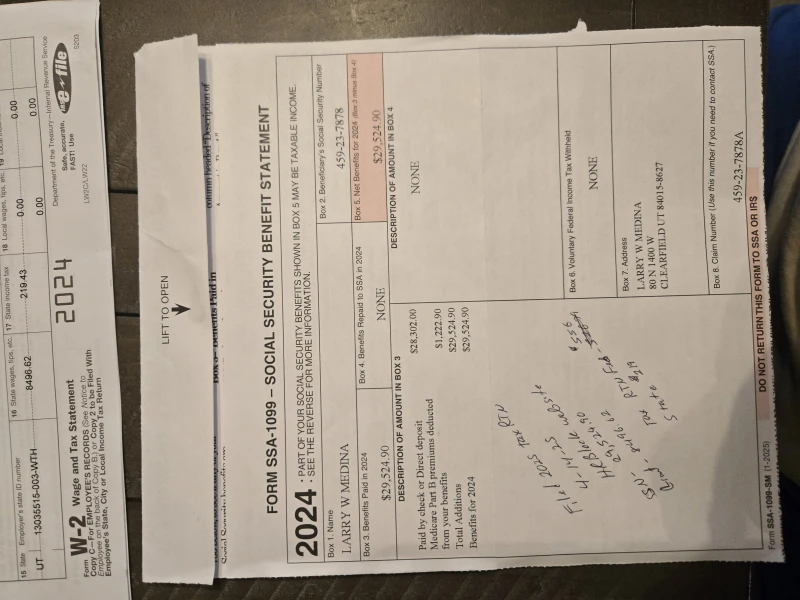 15 State Employer's state ID number
16 State wages, tips, etc.
17 State income tax
18 Local wages, tips, etc.
UT 13035515-003-WTH
8496.62
219.43
0.00
0.00
0.00
0.00
Form W-2 Wage and Tax Statement
2024
Department of the Treasury—Internal Revenue Service
Copy C—For EMPLOYEE'S RECORDS (See Notice to
Employee on the back of Copy B.) or Copy 2 to be Filed With
Employee's State, City or Local Income Tax Return
Safe, accurate,
FAST! Use
e file
5203
LIFT TO OPEN
FORM SSA-1099 – SOCIAL SECURITY BENEFIT STATEMENT
2024
• PART OF YOUR SOCIAL SECURITY BENEFITS SHOWN IN BOX 5 MAY BE TAXABLE INCOME.
• SEE THE REVERSE FOR MORE INFORMATION.
Box 1. Name
LARRY W MEDINA
Box 2. Beneficiary's Social Security Number
459-23-7878
Box 3. Benefits Paid in 2024
$29,524.90
Box 4. Benefits Repaid to SSA in 2024
NONE
Box 5. Net Benefits for 2024 (Box 3 minus Box 4)
$29,524.90
DESCRIPTION OF AMOUNT IN BOX 3
DESCRIPTION OF AMOUNT IN BOX 4
Paid by check or Direct deposit $28,302.00
Medicare Part B premiums deducted
from your benefits $1,222.90
Total Additions $29,524.90
Benefits for 2024 $29,524.90
NONE
Filed 2025 Tax RTN
4-14-25 website
Box 6. Voluntary Federal Income Tax Withheld
NONE
Box 7. Address
LARRY W MEDINA
80 N 1400 W
CLEARFIELD UT 84015-8627
Box 8. Claim Number (Use this number if you need to contact SSA.)
459-23-7878A
Form SSA-1099-SM (1-2025)
DO NOT RETURN THIS FORM TO SSA OR IRS